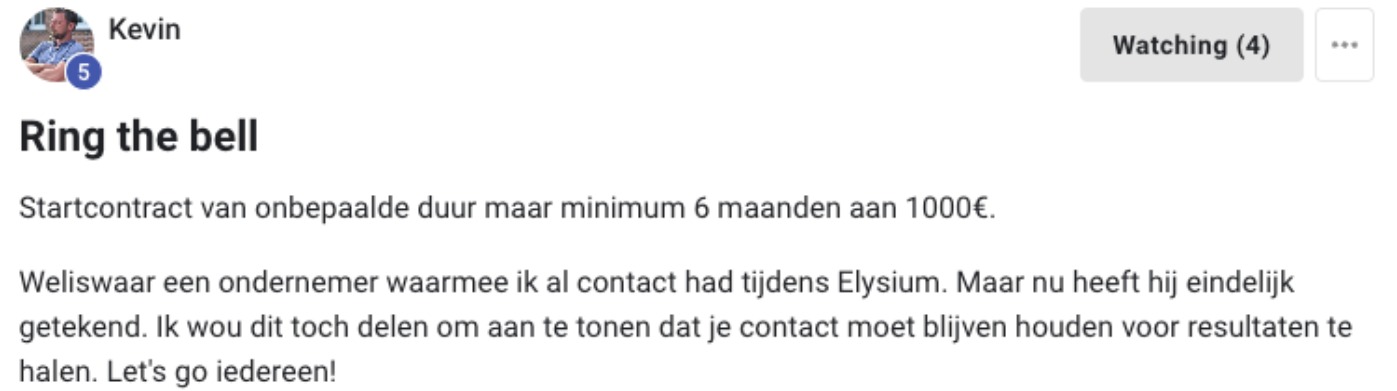 Kevin
5
Watching (4)
Ring the bell
Startcontract van onbepaalde duur maar minimum 6 maanden aan 1000€.
Weliswaar een ondernemer waarmee ik al contact had tijdens Elysium. Maar nu heeft hij eindelijk
getekend. Ik wou dit toch delen om aan te tonen dat je contact moet blijven houden voor resultaten te
halen. Let's go iedereen!